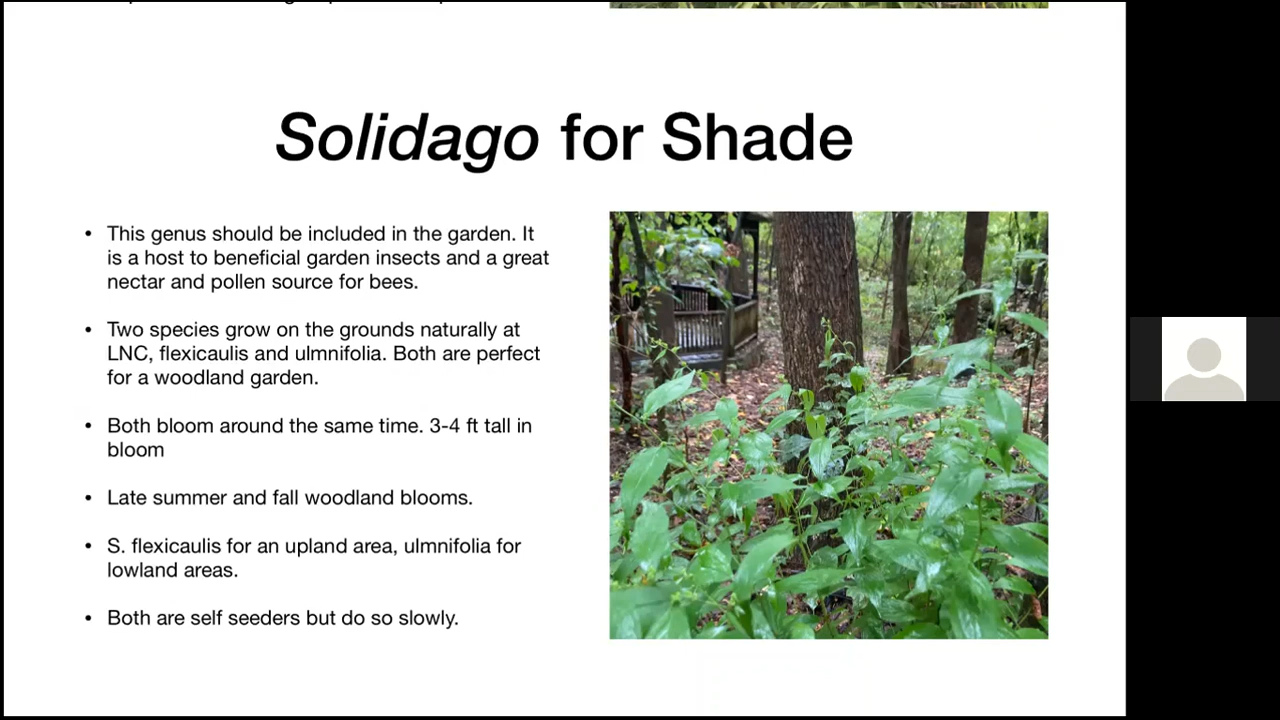 Solidago for Shade
• This genus should be included in the garden. It
is a host to beneficial garden insects and a great
nectar and pollen source for bees.
• Two species grow on the grounds naturally at
LNC, flexicaulis and ulmnifolia. Both are perfect
for a woodland garden.
• Both bloom around the same time. 3-4 ft tall in
bloom
• Late summer and fall woodland blooms.
• S. flexicaulis for an upland area, ulmnifolia for
lowland areas.
• Both are self seeders but do so slowly.